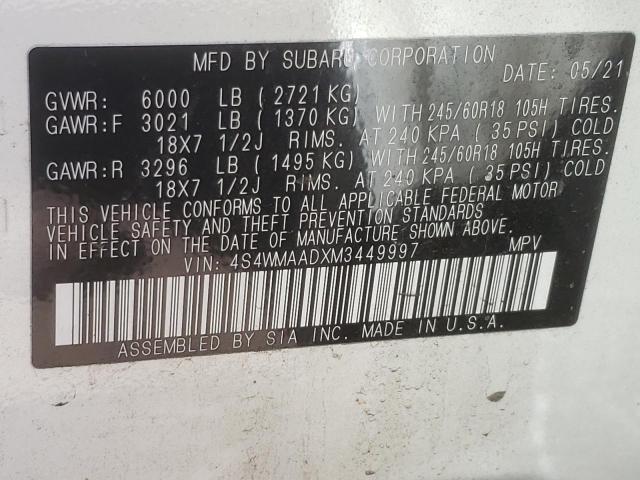 MFD BY SUBARU CORPORATION DATE: 05/21
GVWR: 6000 LB ( 2721 KG)
GAWR:F 3021 LB ( 1370 KG) WITH 245/60R18 105H TIRES.
18X7 1/2J RIMS. AT 240 KPA ( 35 PSI) COLD
GAWR:R 3296 LB ( 1495 KG) WITH 245/60R18 105H TIRES.
18X7 1/2J RIMS. AT 240 KPA ( 35 PSI) COLD
THIS VEHICLE CONFORMS TO ALL APPLICABLE FEDERAL MOTOR
VEHICLE SAFETY AND THEFT PREVENTION STANDARDS
IN EFFECT ON THE DATE OF MANUFACTURE SHOWN ABOVE.
VIN: 4S4WMAADXM3449997 MPV
ASSEMBLED BY SIA INC. MADE IN U.S.A.